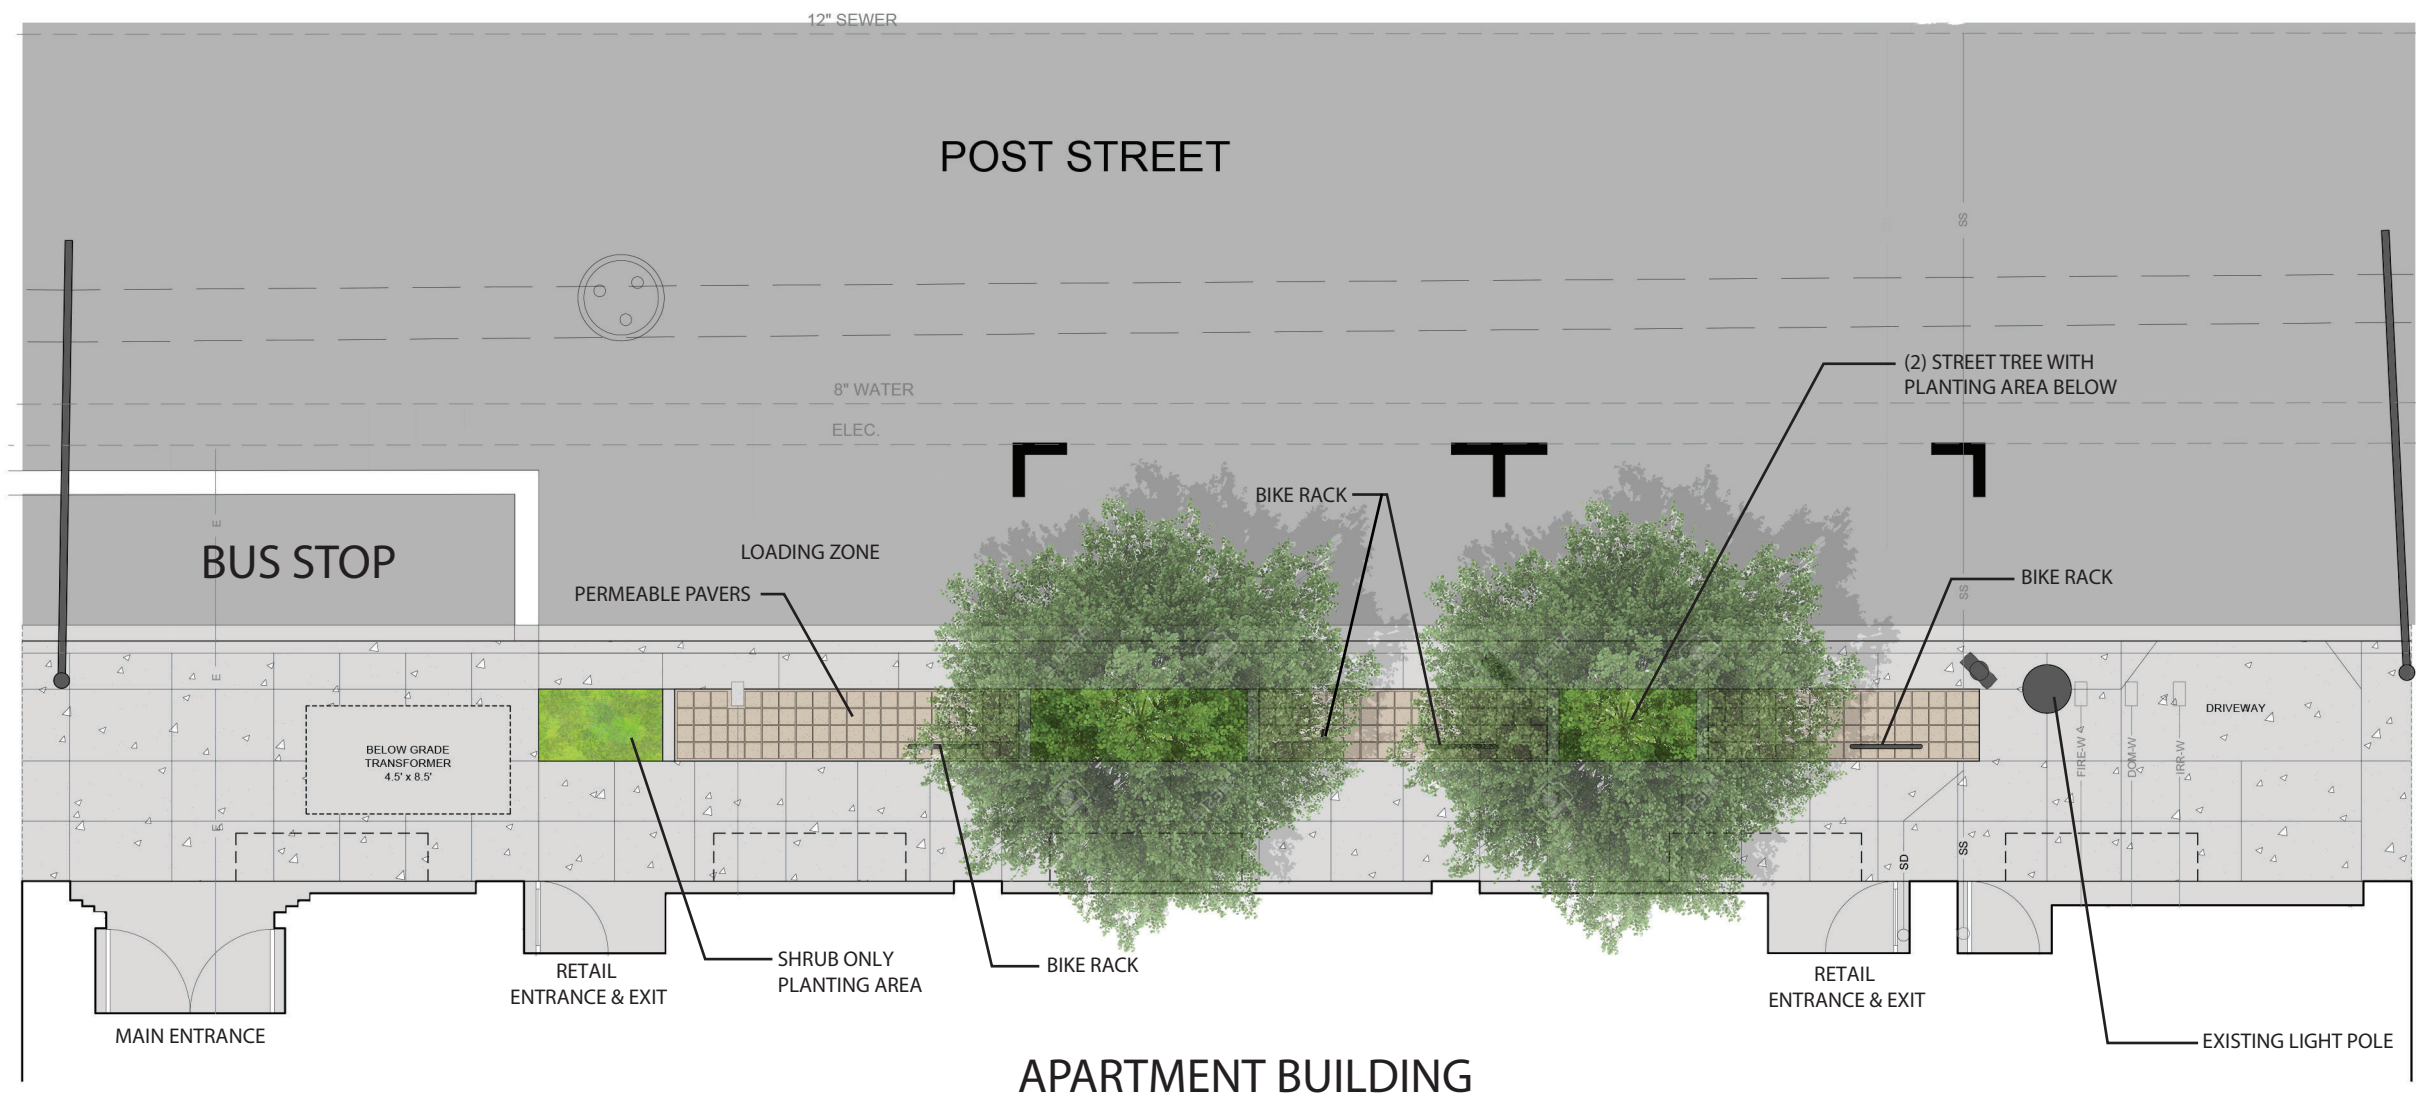 12" SEWER
POST STREET
SS
(2) STREET TREE WITH
PLANTING AREA BELOW
8" WATER
ELEC.
BIKE RACK
E
BUS STOP
LOADING ZONE
PERMEABLE PAVERS
BIKE RACK
SS
E
DRIVEWAY
BELOW GRADE
TRANSFORMER
4.5' x 8.5'
FIRE-W
DOM-W
IRR-W
E
SD
SS
SHRUB ONLY
PLANTING AREA
BIKE RACK
RETAIL
ENTRANCE & EXIT
RETAIL
ENTRANCE & EXIT
MAIN ENTRANCE
EXISTING LIGHT POLE
APARTMENT BUILDING